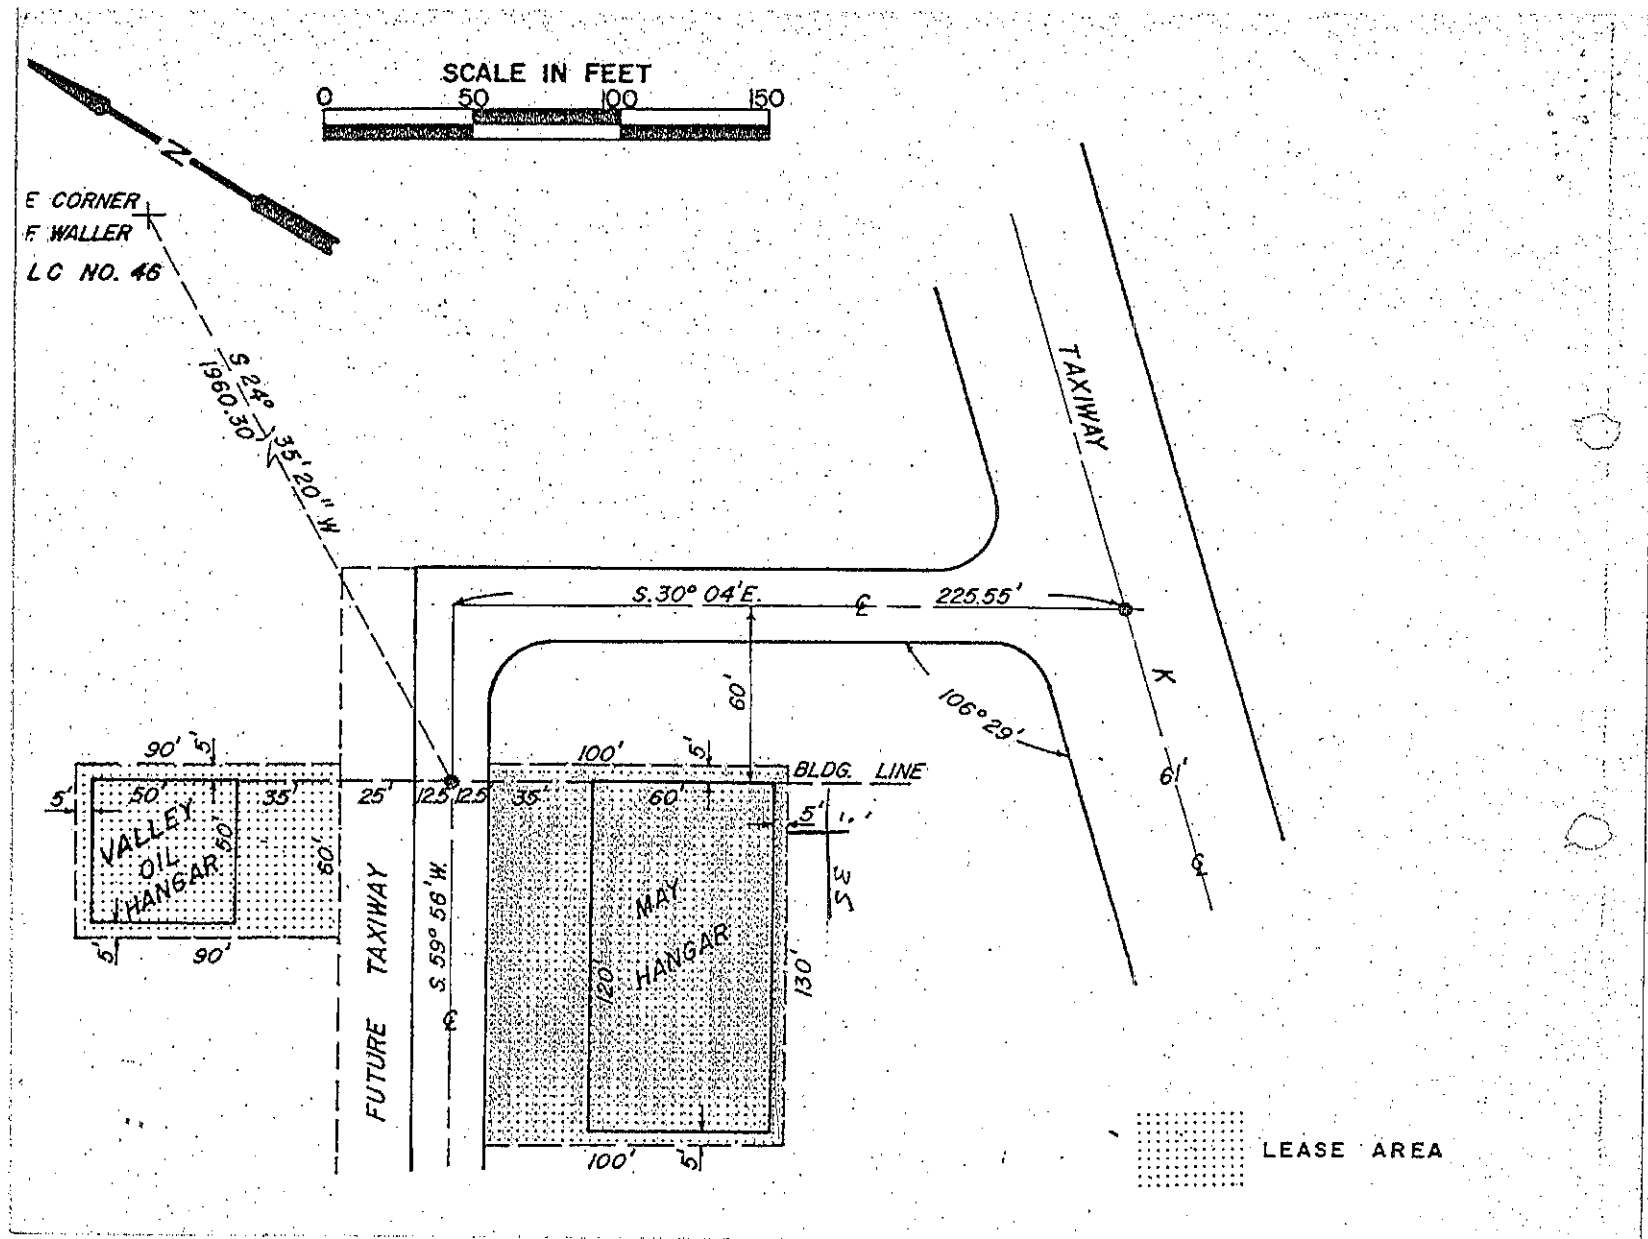 SCALE IN FEET
0 50 100 150
N
E CORNER
F. WALLER
LC NO. 46
S 24° 35' 20" W
1960.30'
TAXIWAY
K
61'
℄
S. 30° 04' E. ℄ 225.55'
60'
106° 29'
90' 5'
100' 5'
BLDG. LINE
5' 50' 35' 25' 12.5 12.5 35' 60' 5'
VALLEY
OIL
HANGAR
50'
60'
5' 90'
FUTURE TAXIWAY
S. 59° 56' W.
℄
MAY
HANGAR
120'
130'
35
100' 5'
LEASE AREA